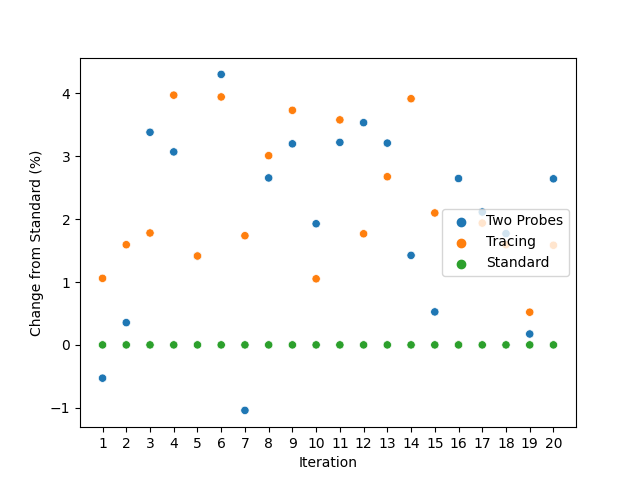 Change from Standard (%)
4
3
2
1
0
−1
Two Probes
Tracing
Standard
1 2 3 4 5 6 7 8 9 10 11 12 13 14 15 16 17 18 19 20
Iteration